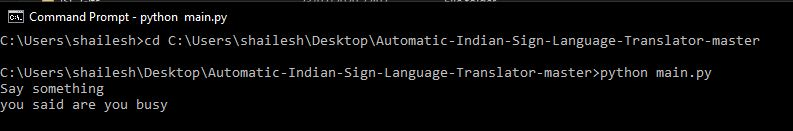 Command Prompt - python  main.py
C:\Users\shailesh>cd C:\Users\shailesh\Desktop\Automatic-Indian-Sign-Language-Translator-master
C:\Users\shailesh\Desktop\Automatic-Indian-Sign-Language-Translator-master>python main.py
Say something
you said are you busy